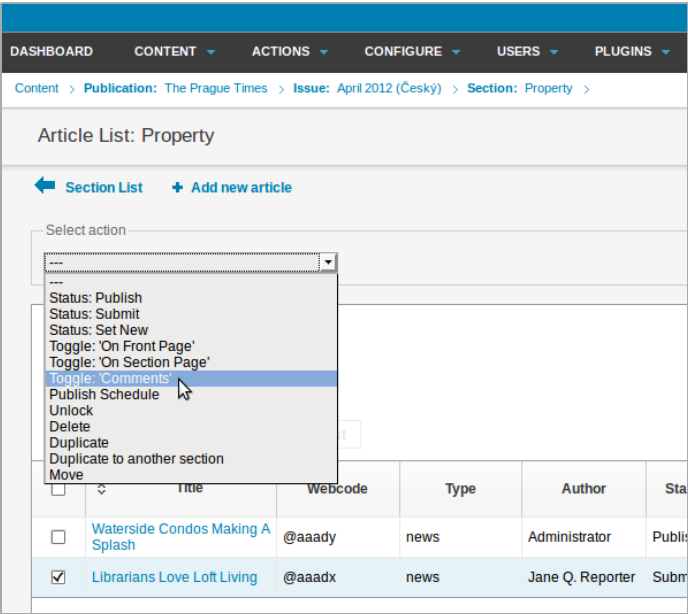 DASHBOARD CONTENT ACTIONS CONFIGURE USERS PLUGINS
Content > Publication: The Prague Times > Issue: April 2012 (Český) > Section: Property >
Article List: Property
Section List + Add new article
Select action
---
---
Status: Publish
Status: Submit
Status: Set New
Toggle: 'On Front Page'
Toggle: 'On Section Page'
Toggle: 'Comments'
Publish Schedule
Unlock
Delete
Duplicate
Duplicate to another section
Move
Title Webcode Type Author Sta
Waterside Condos Making A
Splash @aaady news Administrator Publis
Librarians Love Loft Living @aaadx news Jane Q. Reporter Subm